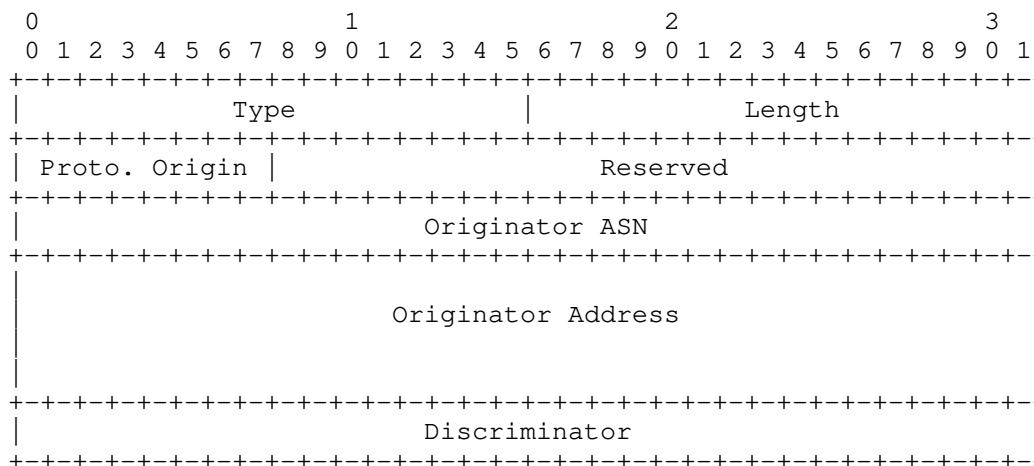 0 1 2 3
0 1 2 3 4 5 6 7 8 9 0 1 2 3 4 5 6 7 8 9 0 1 2 3 4 5 6 7 8 9 0 1
+-+-+-+-+-+-+-+-+-+-+-+-+-+-+-+-+-+-+-+-+-+-+-+-+-+-+-+-+-+-+-+-
| Type | Length
+-+-+-+-+-+-+-+-+-+-+-+-+-+-+-+-+-+-+-+-+-+-+-+-+-+-+-+-+-+-+-+-
| Proto. Origin | Reserved
+-+-+-+-+-+-+-+-+-+-+-+-+-+-+-+-+-+-+-+-+-+-+-+-+-+-+-+-+-+-+-+-
| Originator ASN
+-+-+-+-+-+-+-+-+-+-+-+-+-+-+-+-+-+-+-+-+-+-+-+-+-+-+-+-+-+-+-+-
|
| Originator Address
|
|
+-+-+-+-+-+-+-+-+-+-+-+-+-+-+-+-+-+-+-+-+-+-+-+-+-+-+-+-+-+-+-+-
| Discriminator
+-+-+-+-+-+-+-+-+-+-+-+-+-+-+-+-+-+-+-+-+-+-+-+-+-+-+-+-+-+-+-+-